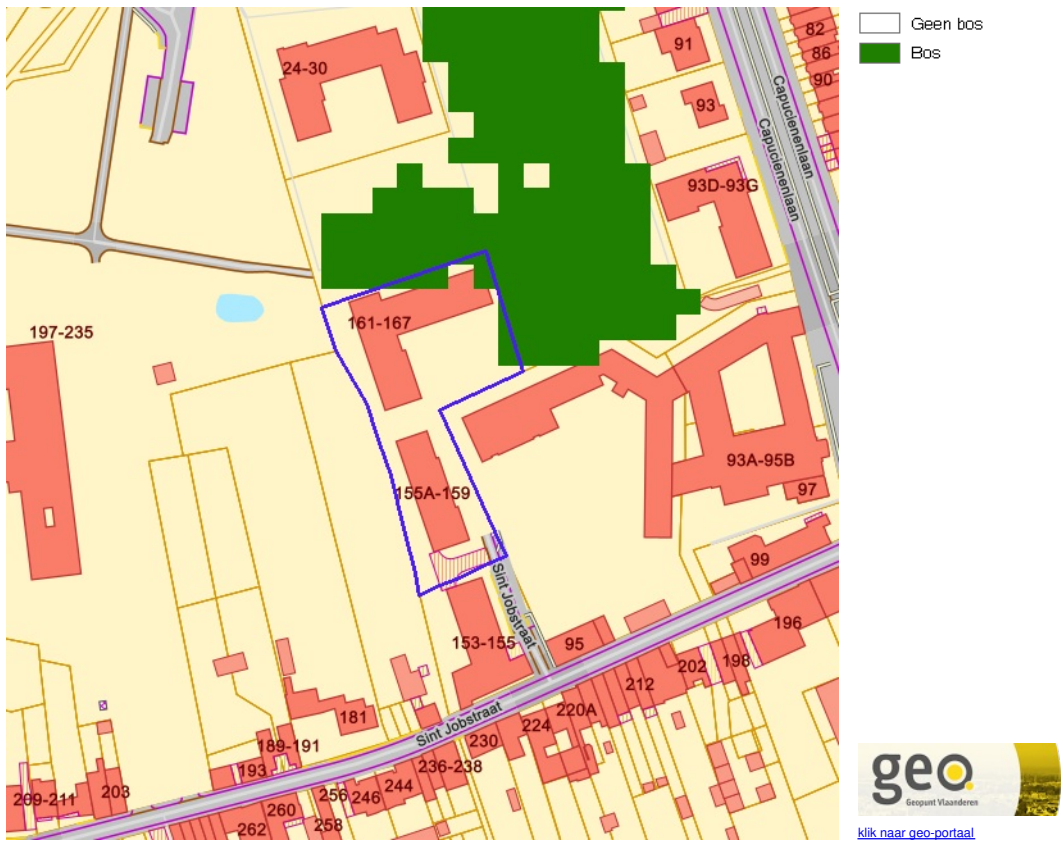 Geen bos
Bos
24-30
91
82
86
90
93
Capucienenlaan
Capucienenlaan
93D-93G
161-167
197-235
93A-95B
97
155A-159
99
Sint Jobstraat
153-155
95
196
202
198
212
220A
224
181
Sint Jobstraat
230
189-191
193
236-238
244
246
256
203
209-211
260
258
262
geo.
Geopunt Vlaanderen
klik naar geo-portaal